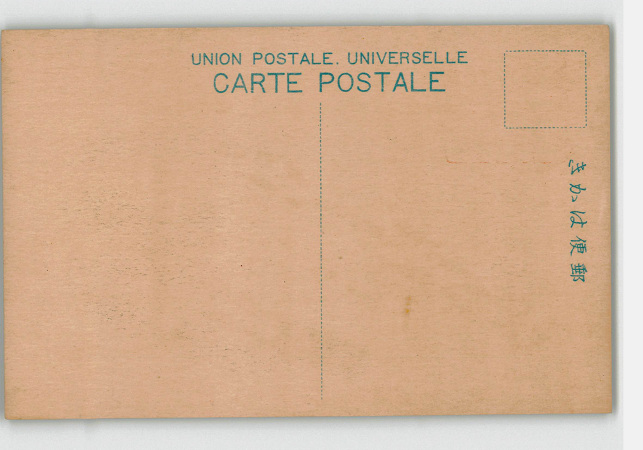 UNION POSTALE. UNIVERSELLE
CARTE POSTALE
きかは便郵